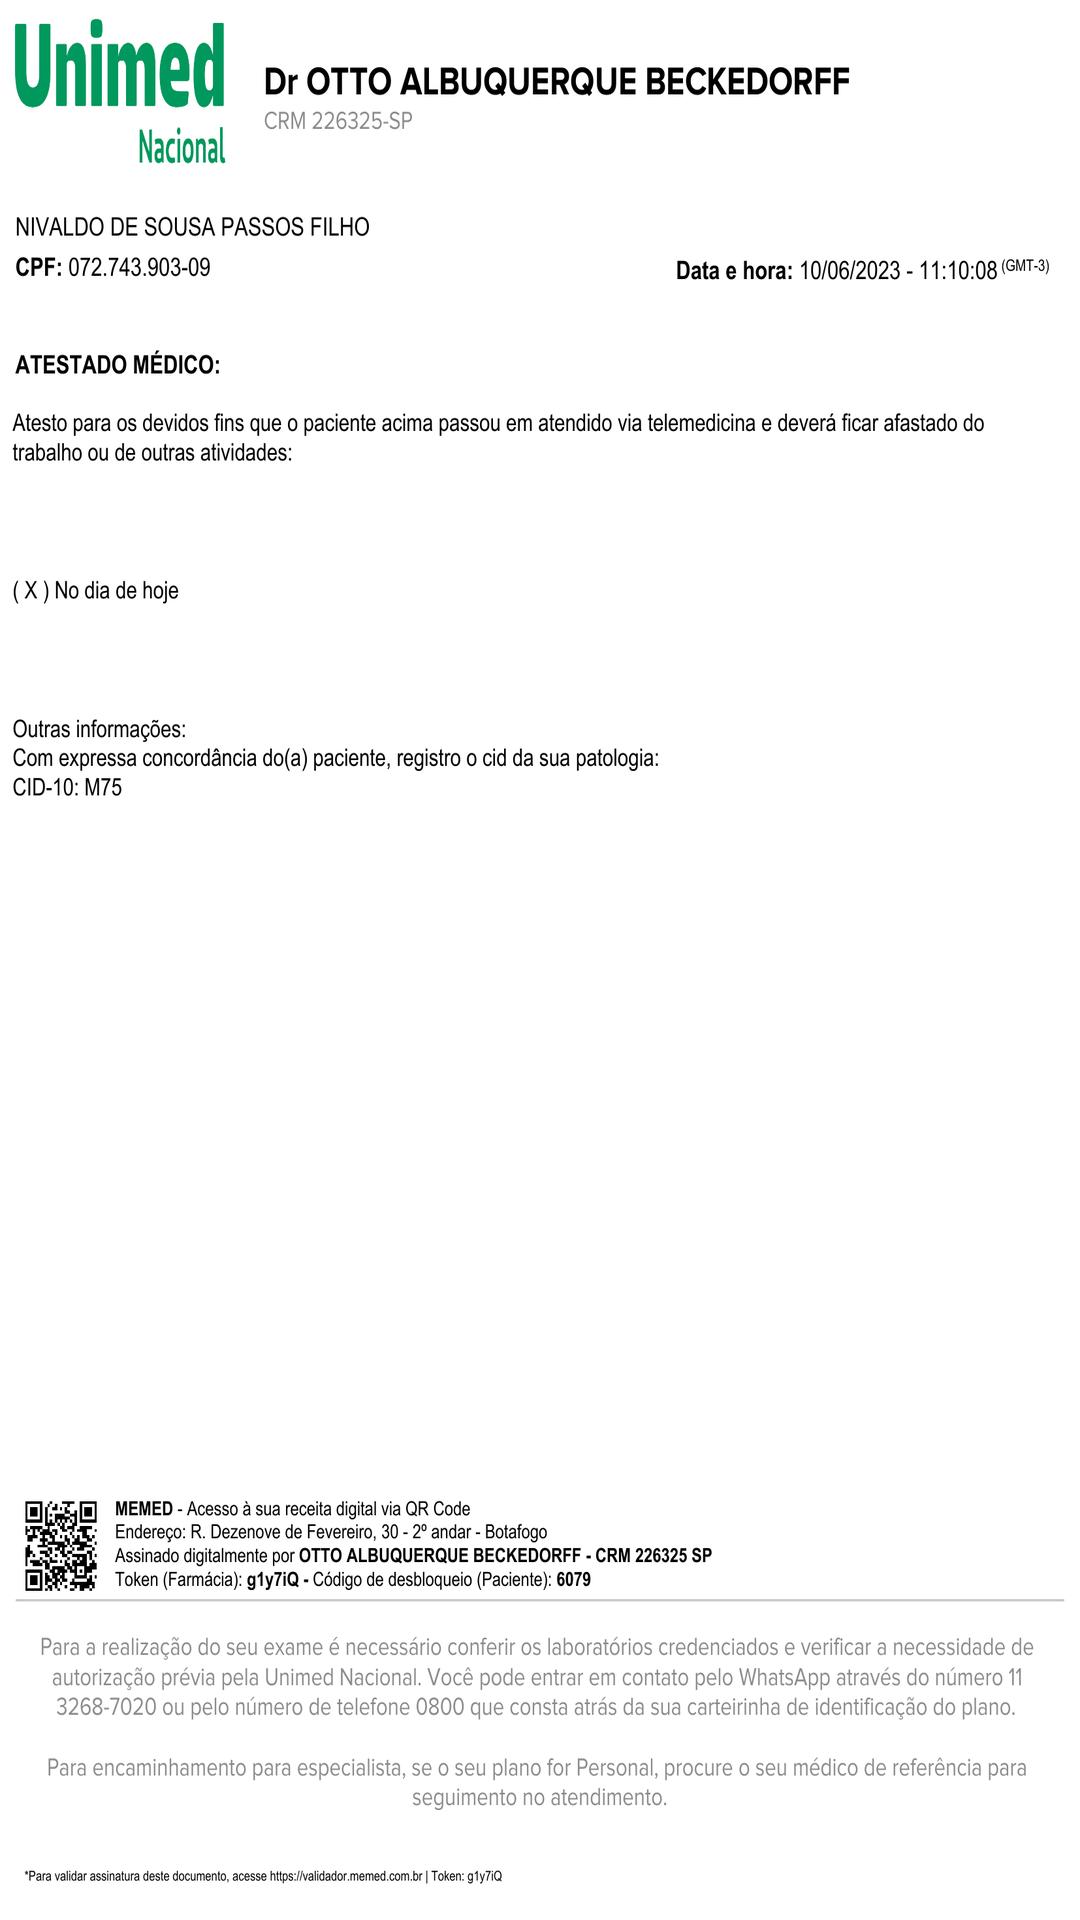 Unimed
Nacional
Dr OTTO ALBUQUERQUE BECKEDORFF
CRM 226325-SP
NIVALDO DE SOUSA PASSOS FILHO
CPF: 072.743.903-09
Data e hora: 10/06/2023 - 11:10:08 (GMT-3)
ATESTADO MÉDICO:
Atesto para os devidos fins que o paciente acima passou em atendido via telemedicina e deverá ficar afastado do
trabalho ou de outras atividades:
( X ) No dia de hoje
Outras informações:
Com expressa concordância do(a) paciente, registro o cid da sua patologia:
CID-10: M75
MEMED - Acesso à sua receita digital via QR Code
Endereço: R. Dezenove de Fevereiro, 30 - 2º andar - Botafogo
Assinado digitalmente por OTTO ALBUQUERQUE BECKEDORFF - CRM 226325 SP
Token (Farmácia): g1y7iQ - Código de desbloqueio (Paciente): 6079
Para a realização do seu exame é necessário conferir os laboratórios credenciados e verificar a necessidade de
autorização prévia pela Unimed Nacional. Você pode entrar em contato pelo WhatsApp através do número 11
3268-7020 ou pelo número de telefone 0800 que consta atrás da sua carteirinha de identificação do plano.
Para encaminhamento para especialista, se o seu plano for Personal, procure o seu médico de referência para
seguimento no atendimento.
*Para validar assinatura deste documento, acesse https://validador.memed.com.br | Token: g1y7iQ